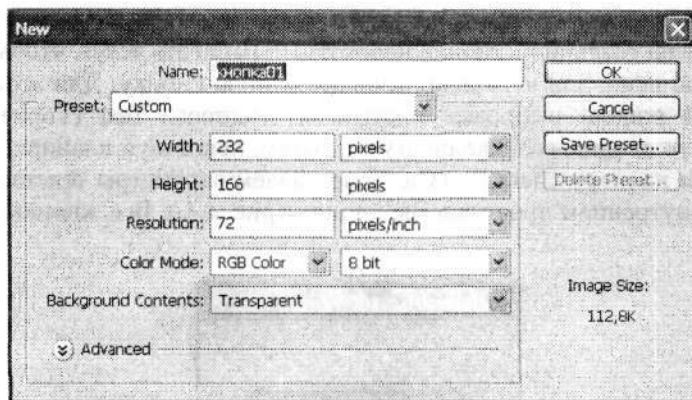 New
Name: кнопка01
OK
Preset: Custom
Cancel
Width: 232 pixels
Save Preset...
Height: 166 pixels
Delete Preset...
Resolution: 72 pixels/inch
Color Mode: RGB Color 8 bit
Image Size:
Background Contents: Transparent
112,8K
Advanced